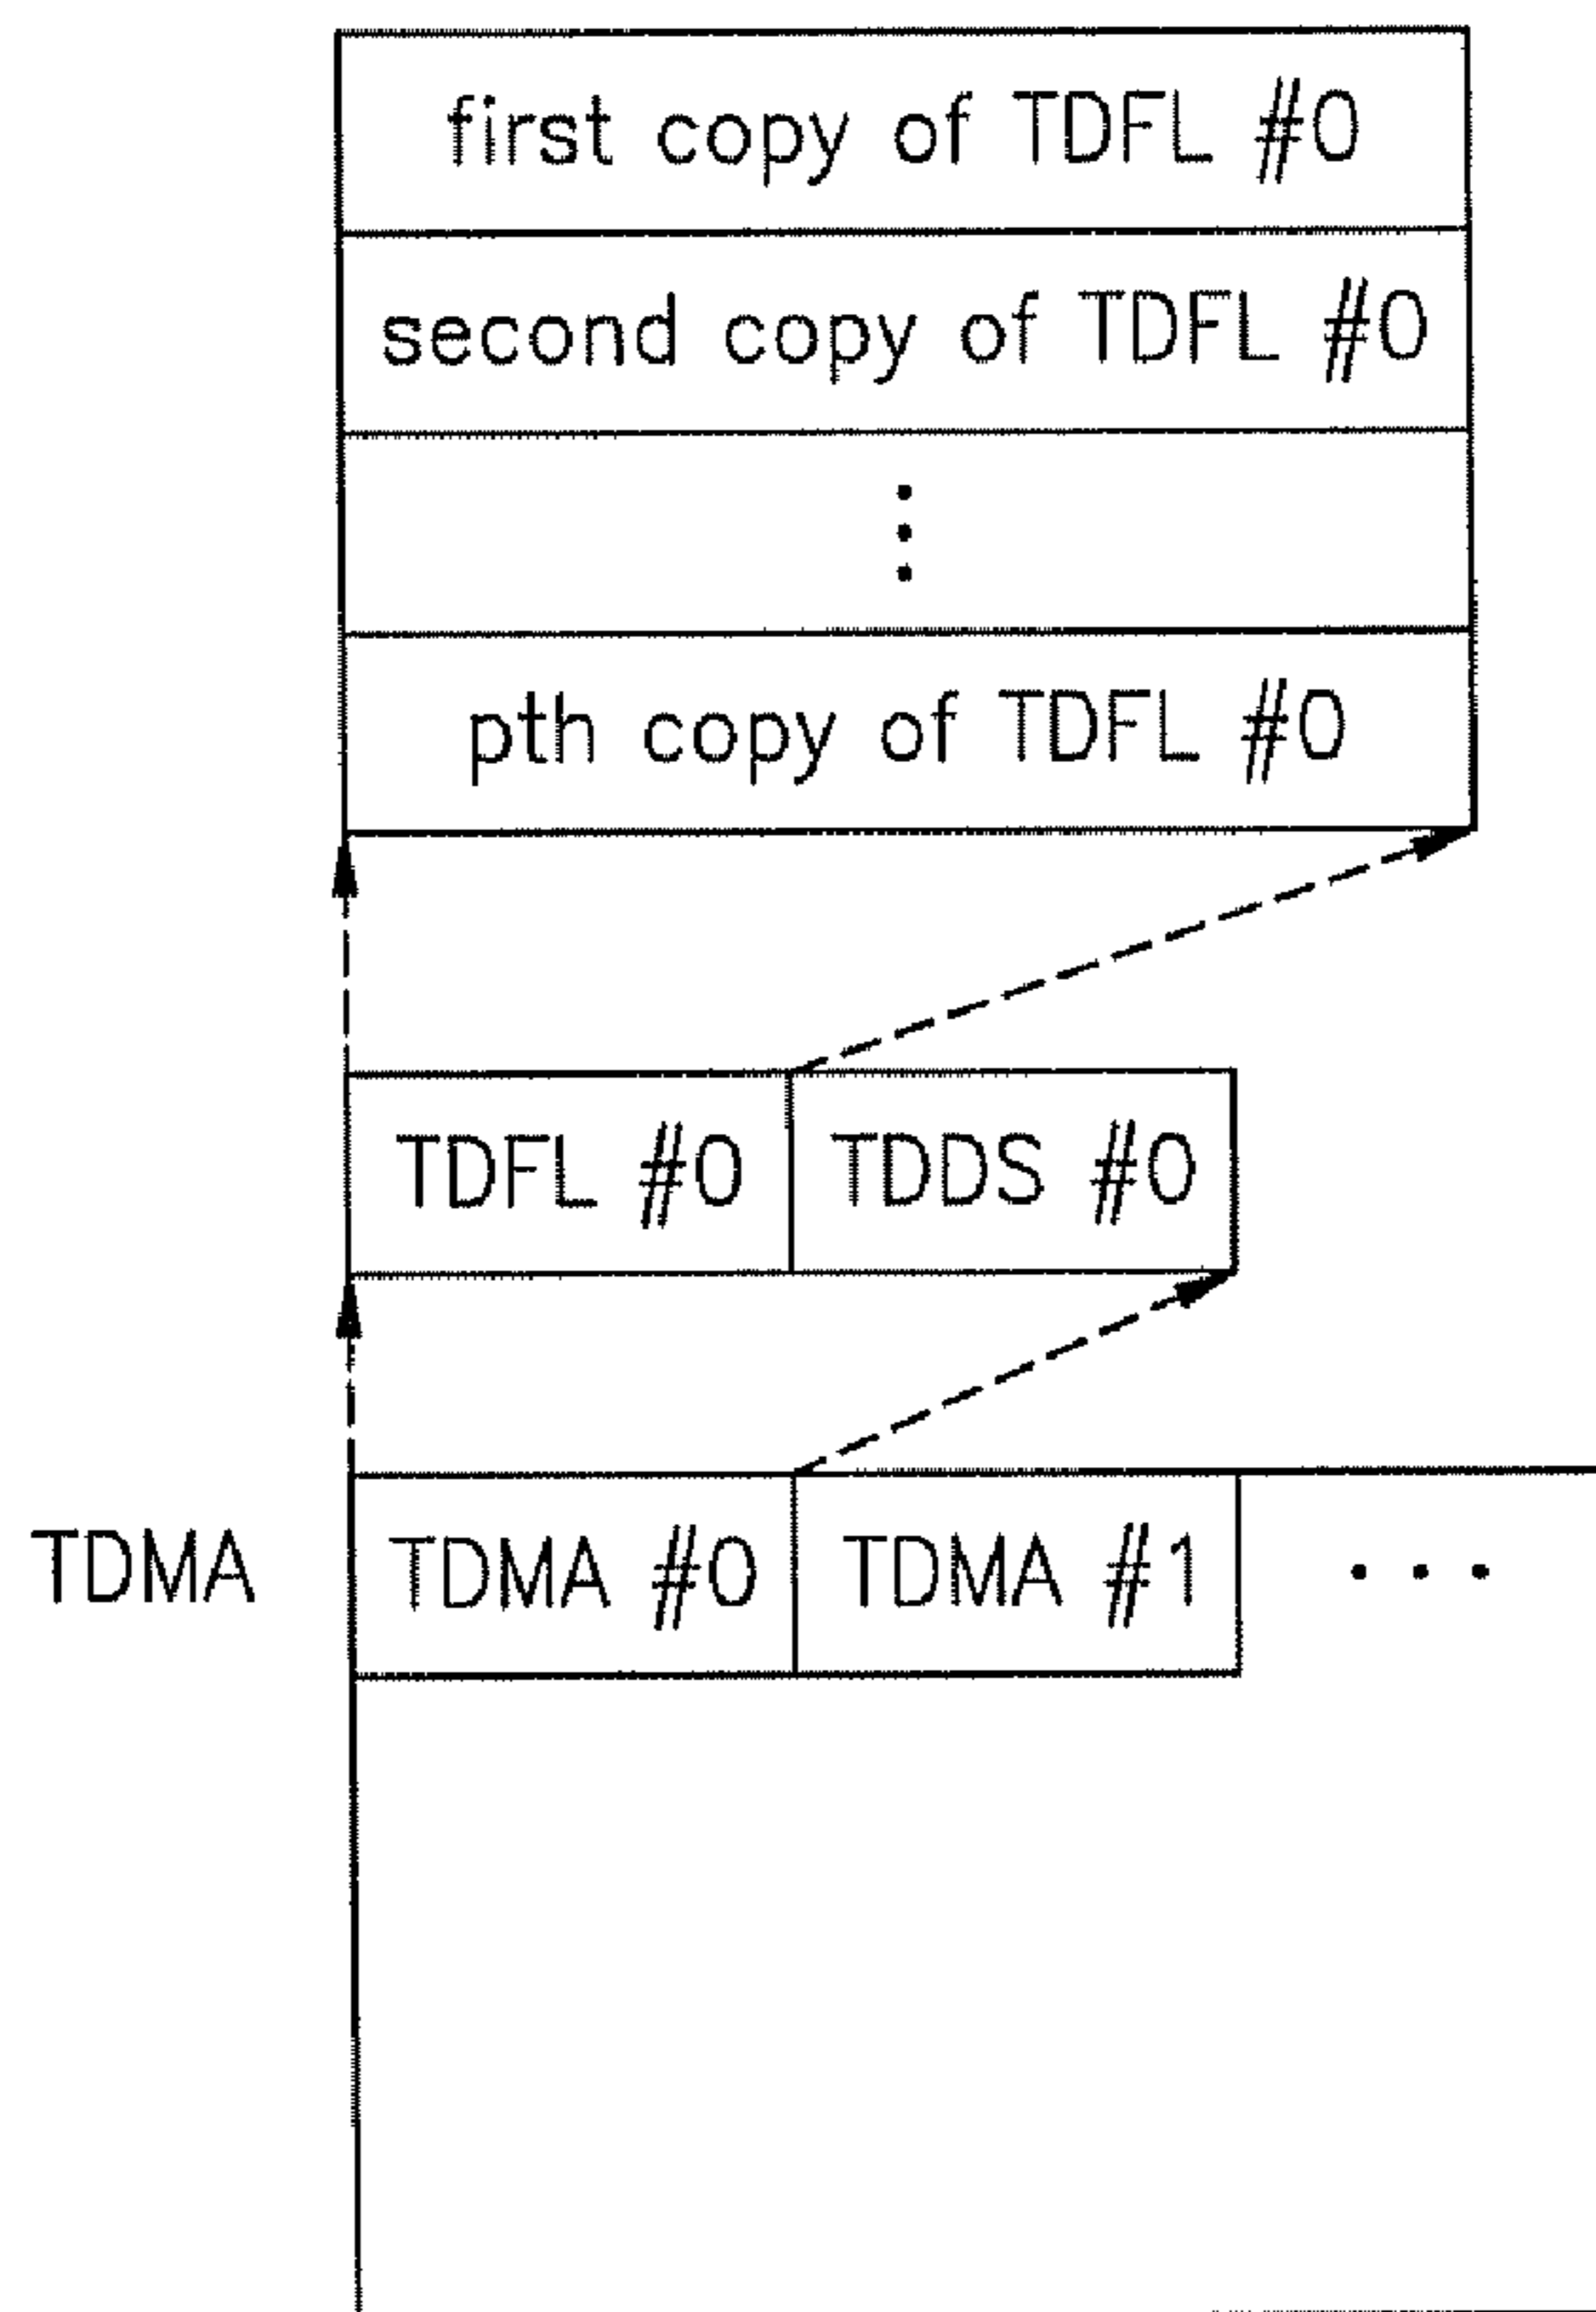 first copy of TDFL #0
second copy of TDFL #0
⋮
pth copy of TDFL #0
TDFL #0 TDDS #0
TDMA TDMA #0 TDMA #1 ...